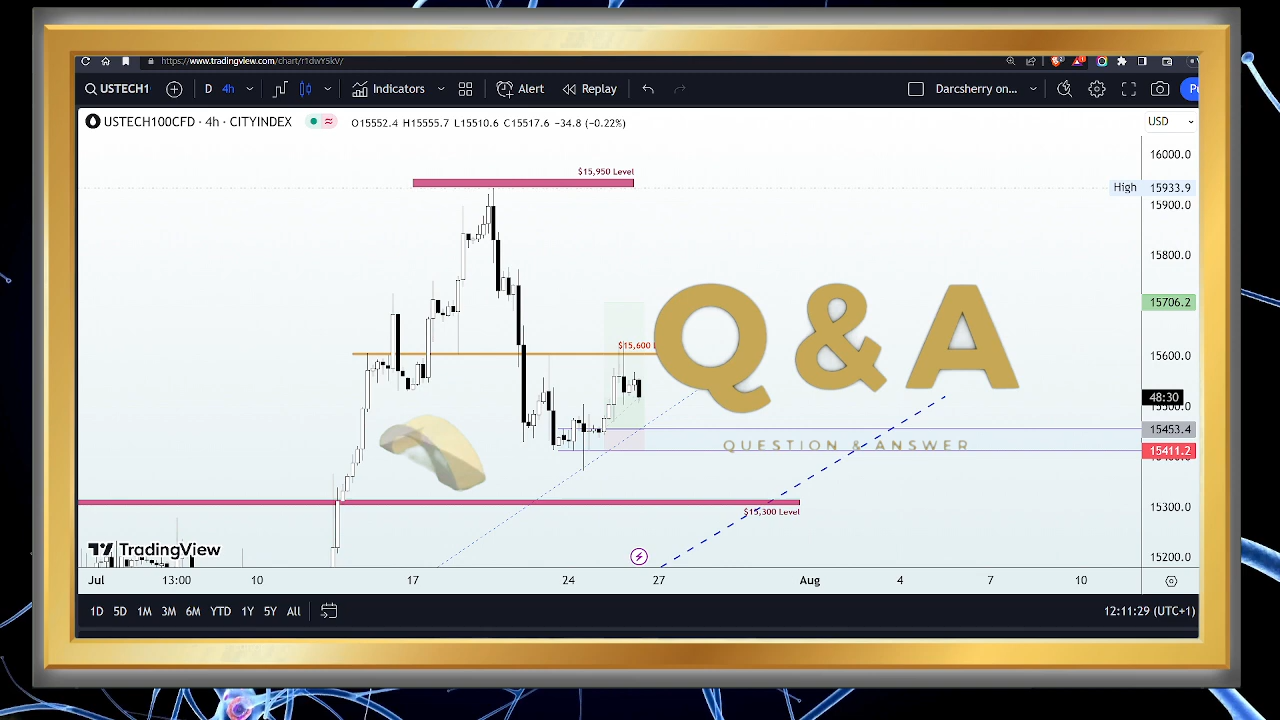 https://www.tradingview.com/chart/r1dwY5kV/
USTECH1 D 4h Indicators Alert Replay Darcsherry on...
USTECH100CFD · 4h · CITYINDEX O15552.4 H15555.7 L15510.6 C15517.6 −34.8 (−0.22%) USD
16000.0
$15,950 Level
High 15933.9
15900.0
15800.0
15706.2
$15,600
15600.0
Q & A
48:30
15453.4
QUESTION & ANSWER
15411.2
15300.0
$15,300 Level
TradingView
15200.0
Jul 13:00 10 17 24 27 Aug 4 7 10
1D 5D 1M 3M 6M YTD 1Y 5Y All 12:11:29 (UTC+1)